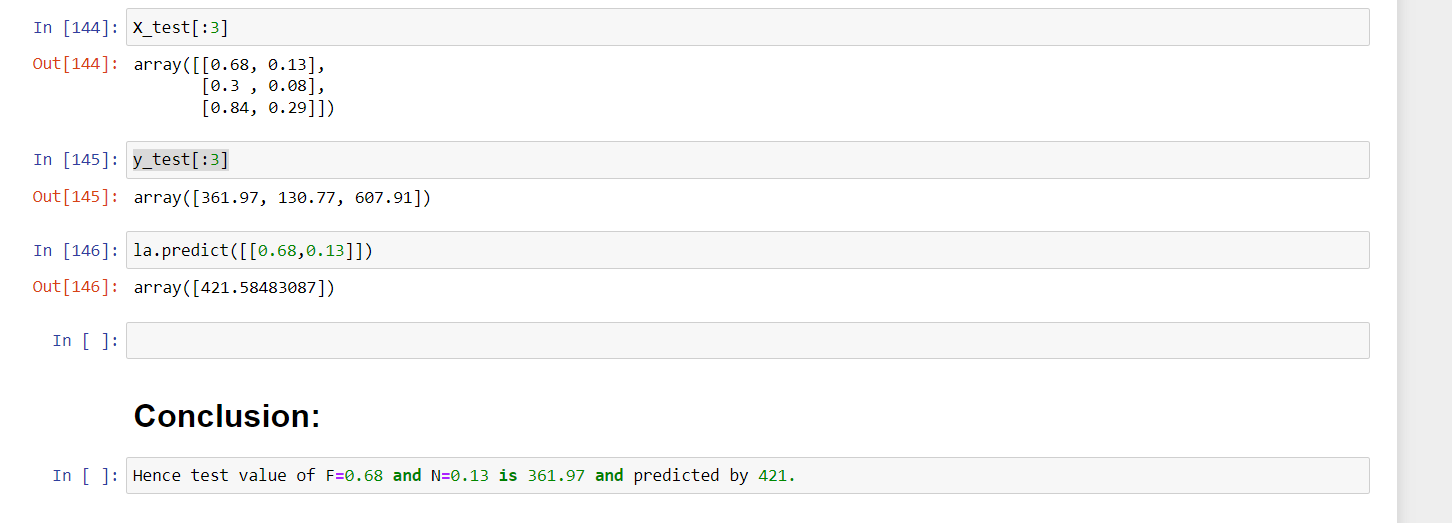 In [144]: X_test[:3]
Out[144]: array([[0.68, 0.13],
[0.3 , 0.08],
[0.84, 0.29]])
In [145]: y_test[:3]
Out[145]: array([361.97, 130.77, 607.91])
In [146]: la.predict([[0.68,0.13]])
Out[146]: array([421.58483087])
In [ ]:
Conclusion:
In [ ]: Hence test value of F=0.68 and N=0.13 is 361.97 and predicted by 421.